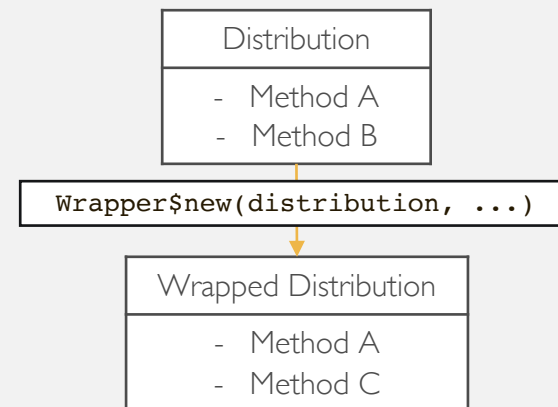 Distribution
- Method A
- Method B
Wrapper$new(distribution, ...)
Wrapped Distribution
- Method A
- Method C